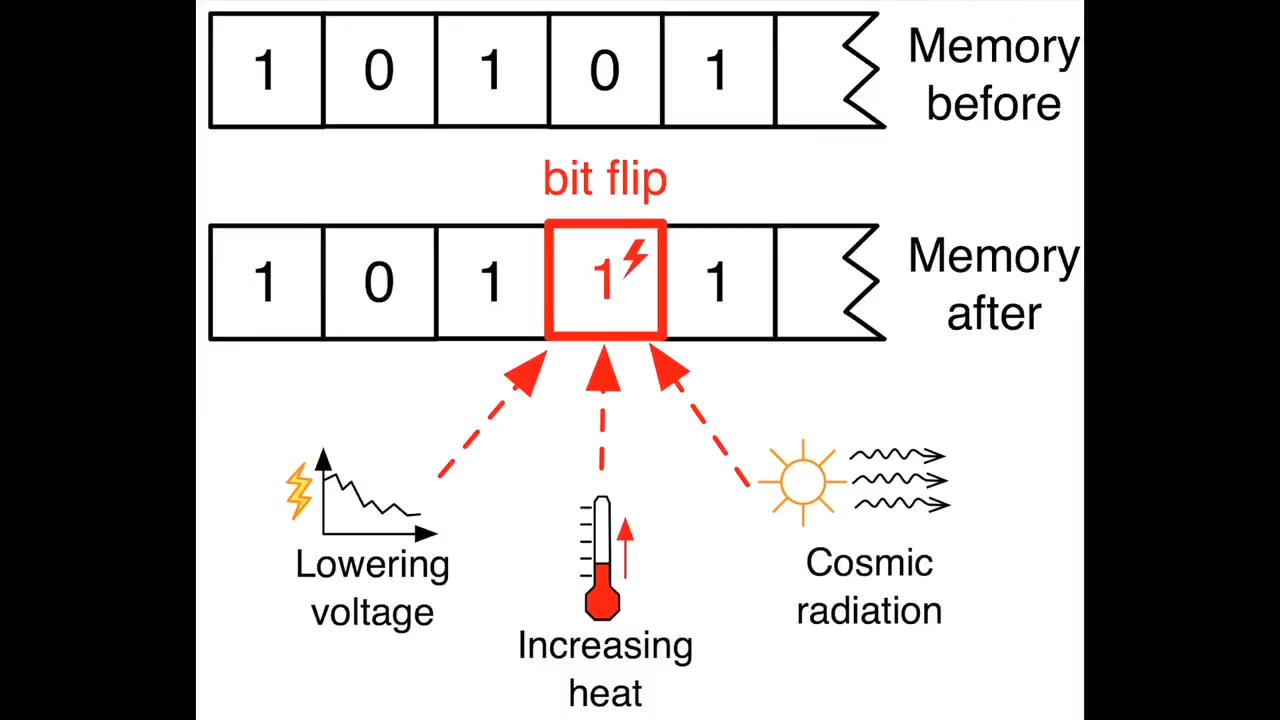 1 0 1 0 1
Memory
before
bit flip
1 0 1 1 1
Memory
after
Lowering
voltage
Increasing
heat
Cosmic
radiation